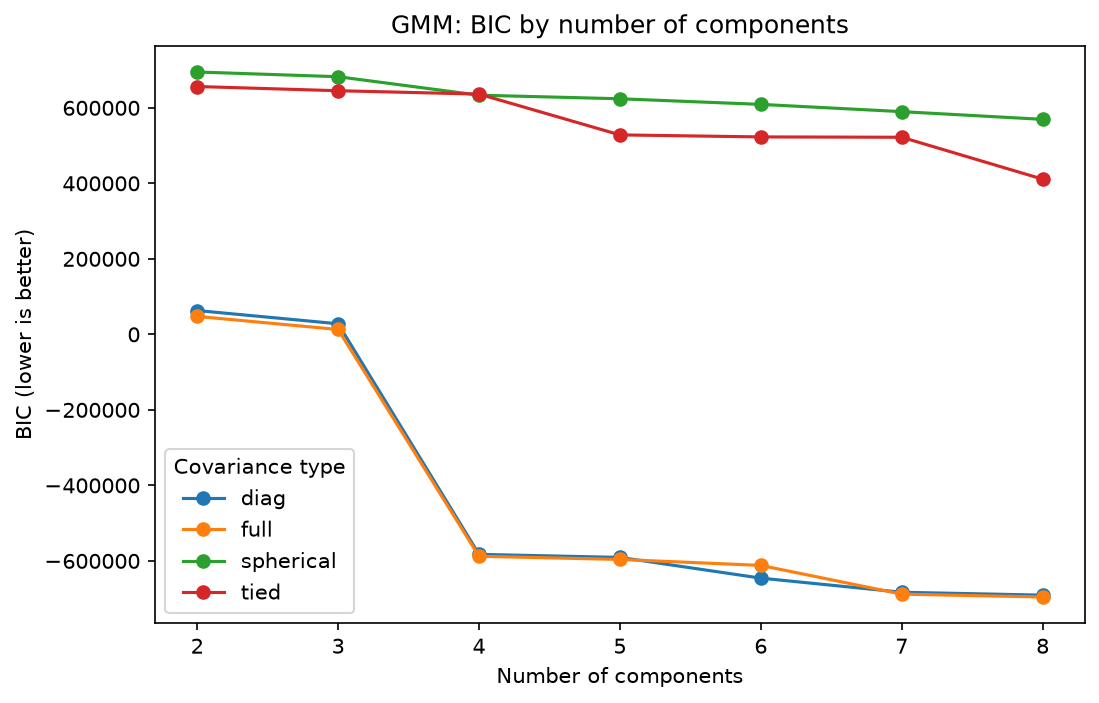 GMM: BIC by number of components
BIC (lower is better)
600000
400000
200000
0
−200000
−400000
−600000
Covariance type
diag
full
spherical
tied
2 3 4 5 6 7 8
Number of components